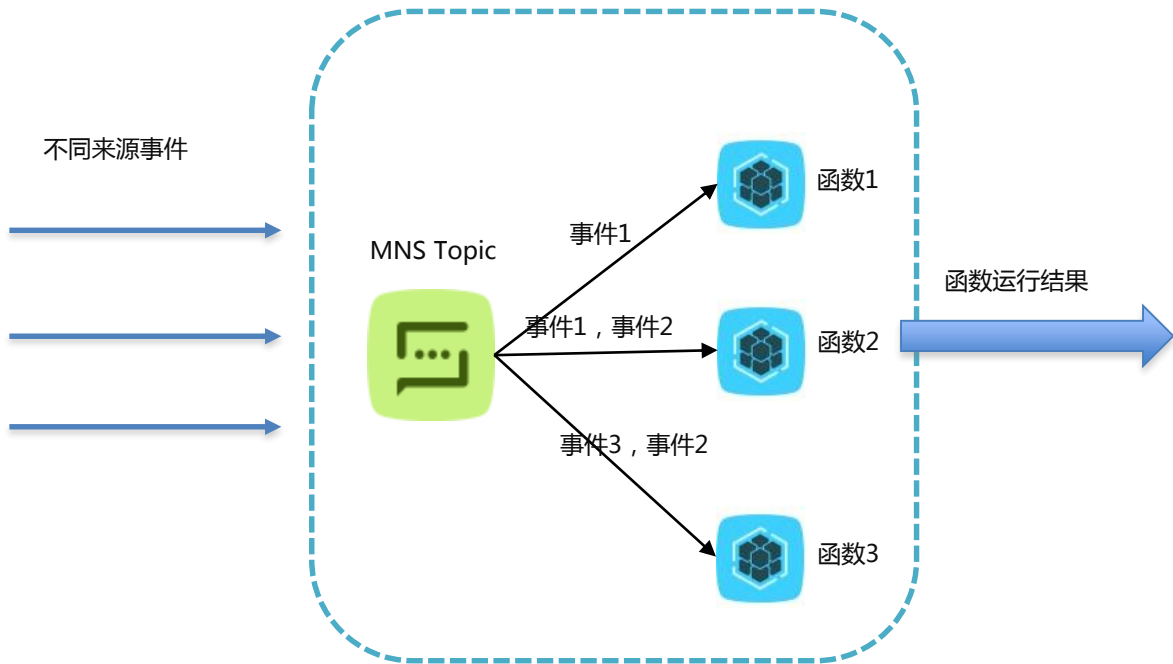 不同来源事件
MNS Topic
事件1
事件1，事件2
事件3，事件2
函数1
函数2
函数3
函数运行结果